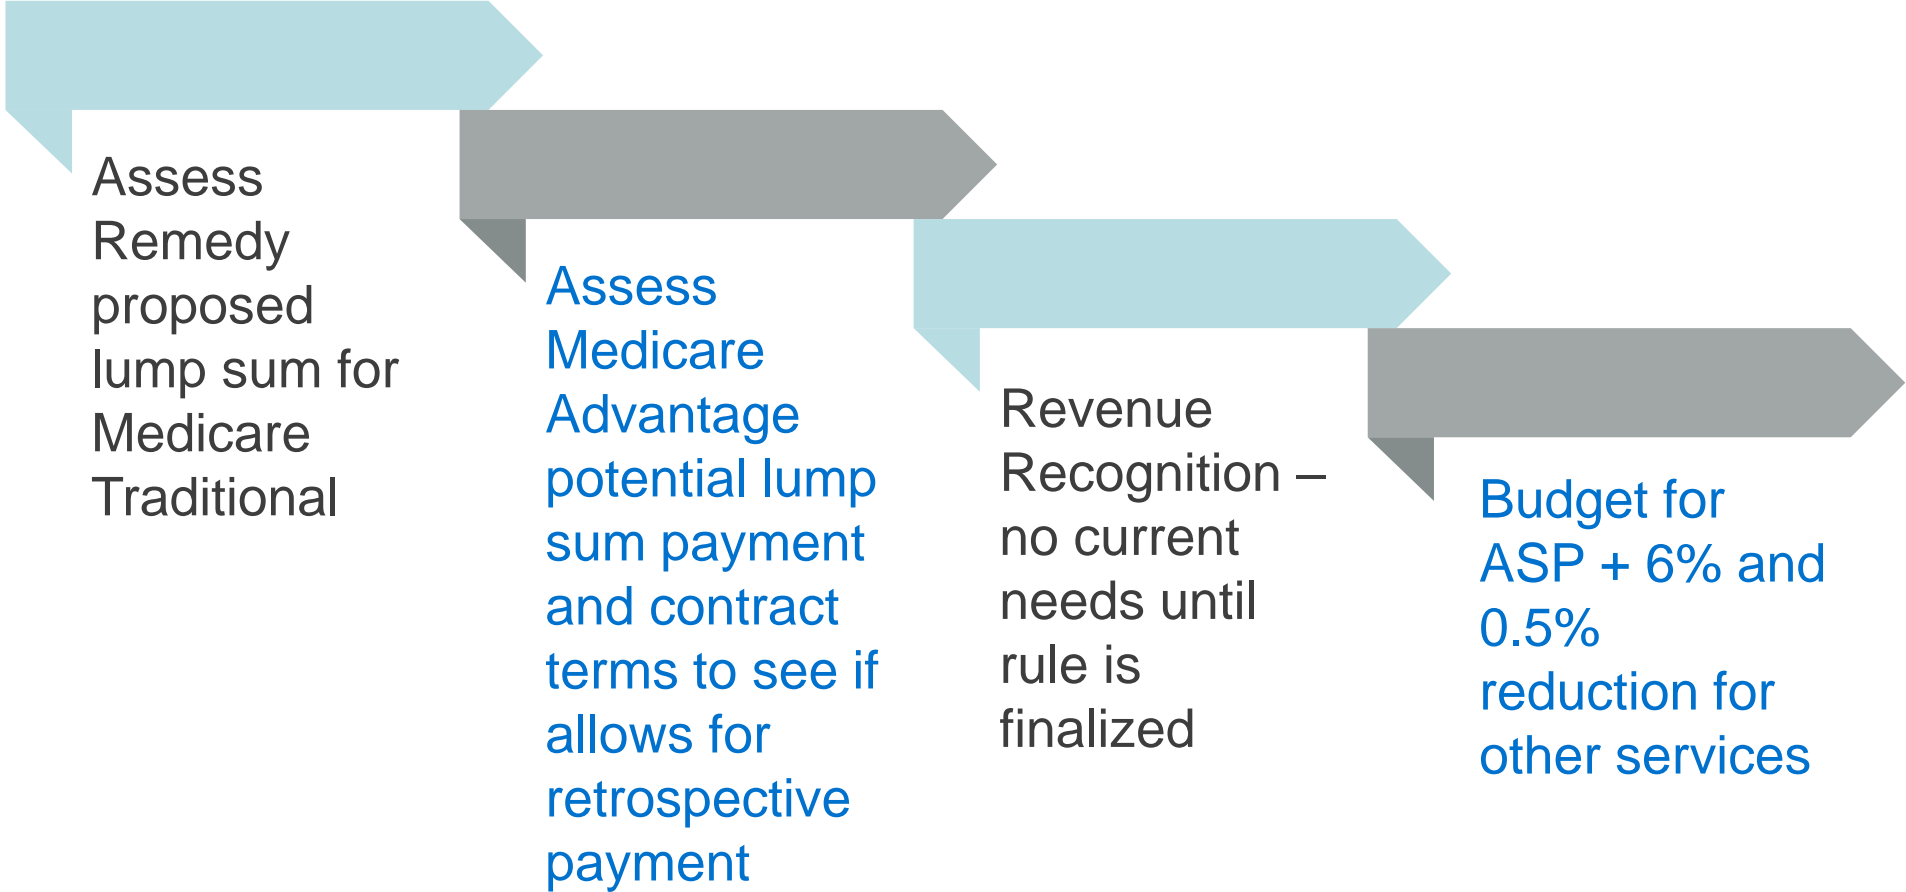 Assess
Remedy
proposed
lump sum for
Medicare
Traditional
Assess
Medicare
Advantage
potential lump
sum payment
and contract
terms to see if
allows for
retrospective
payment
Revenue
Recognition –
no current
needs until
rule is
finalized
Budget for
ASP + 6% and
0.5%
reduction for
other services